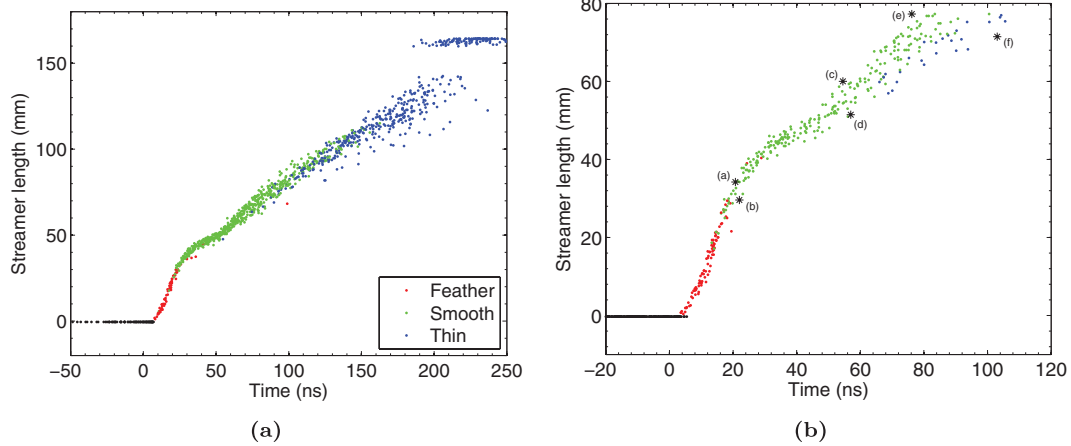 150
100
50
0
−50
0
50
100
150
200
250
Streamer length (mm)
Time (ns)
Feather
Smooth
Thin
(a)
80
60
40
20
0
−20
0
20
40
60
80
100
120
Streamer length (mm)
Time (ns)
(a)
(b)
(c)
(d)
(e)
(f)
(b)